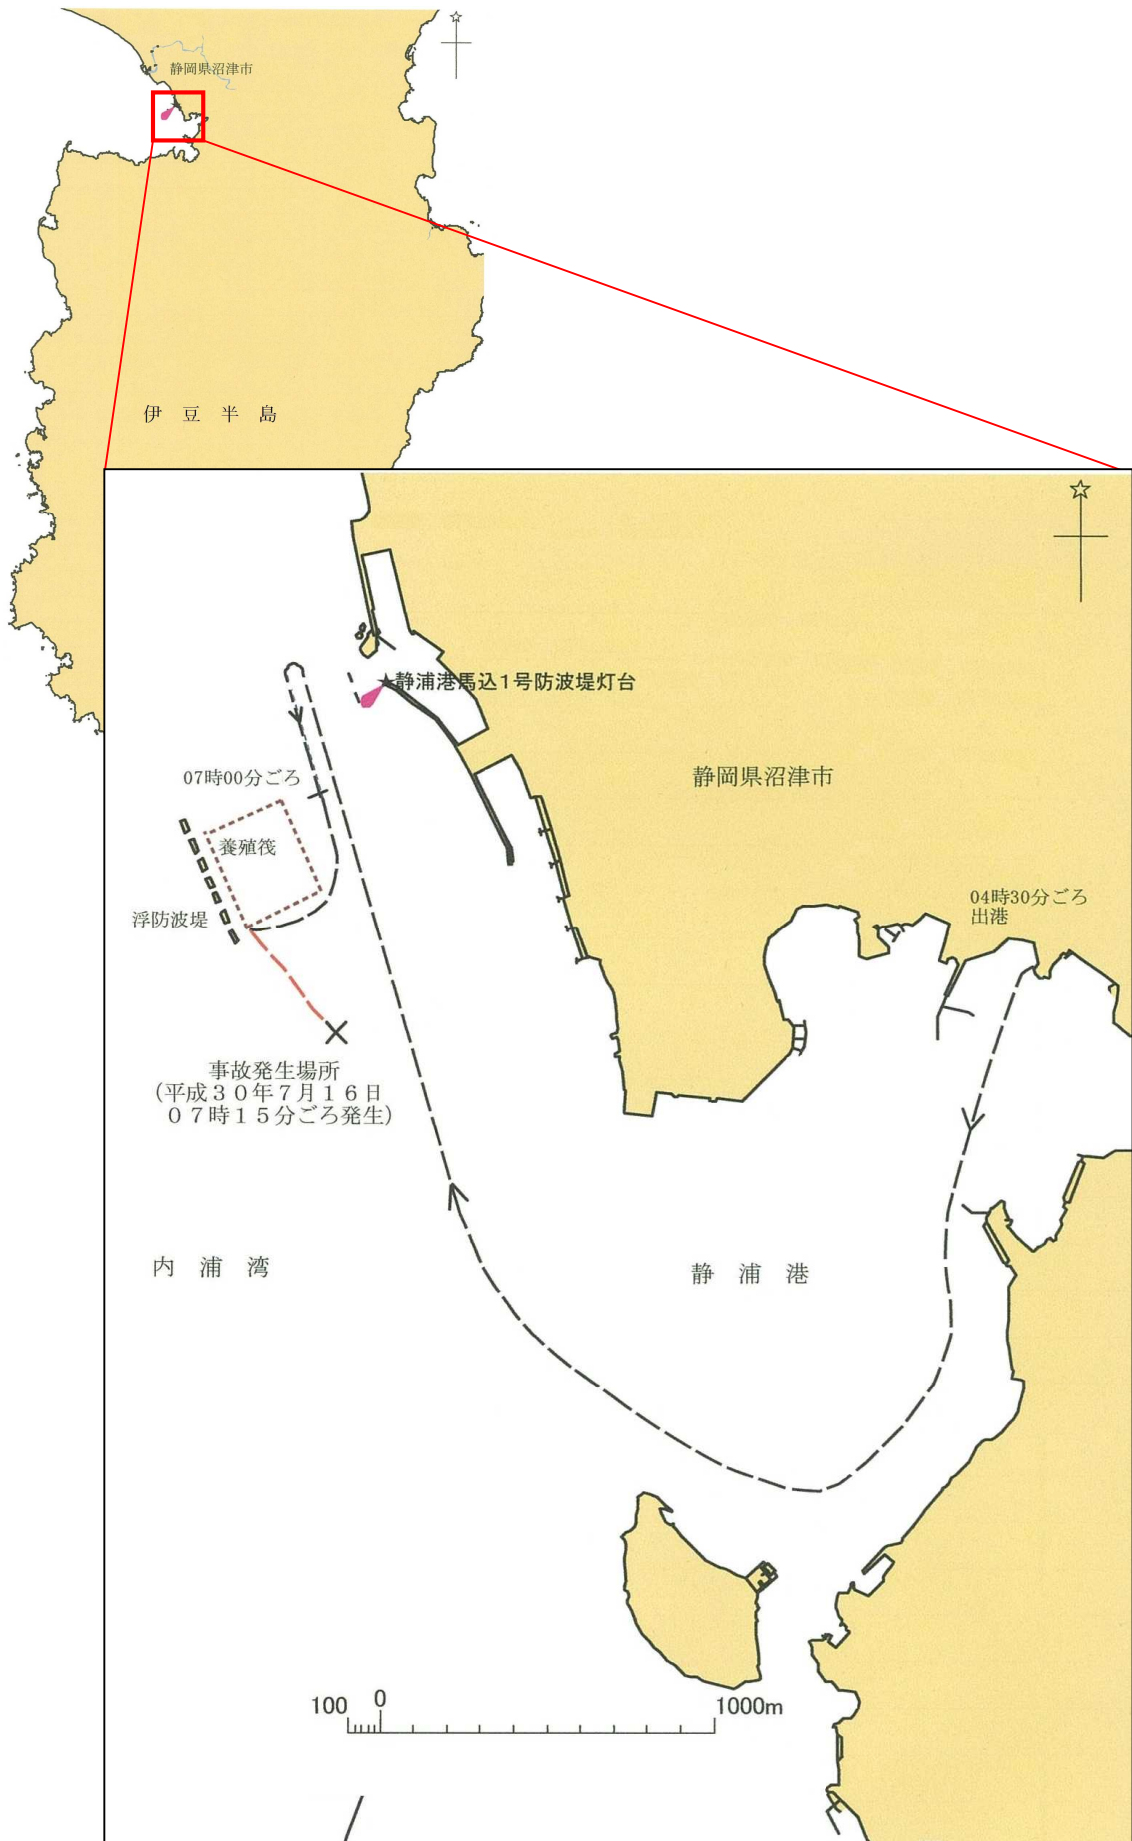 静岡県沼津市
伊豆半島
静浦港馬込1号防波堤灯台
07時00分ごろ
静岡県沼津市
養殖筏
浮防波堤
04時30分ごろ
出港
事故発生場所
(平成30年7月16日
07時15分ごろ発生)
内浦湾
静浦港
100 0 1000m